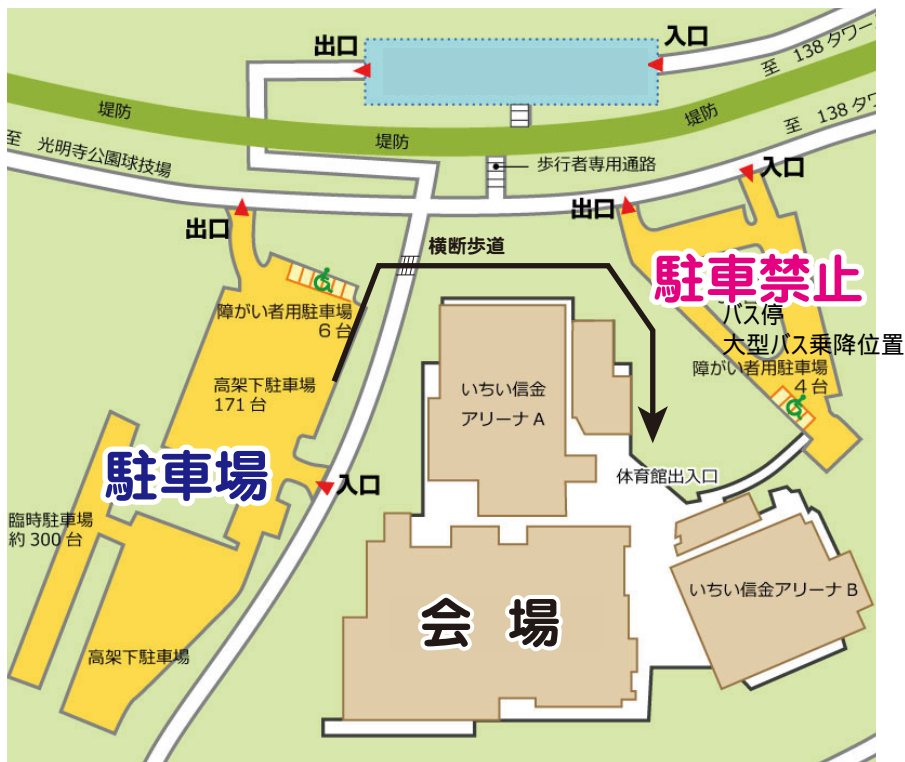 出口
入口
至 138タワー
堤防
堤防
堤防
至 138タワ
至 光明寺公園球技場
歩行者専用通路
入口
出口
出口
横断歩道
駐車禁止
バス停
大型バス乗降位置
障がい者用駐車場
6台
障がい者用駐車場
4台
高架下駐車場
171台
いちい信金
アリーナA
駐車場
入口
体育館出入口
臨時駐車場
約300台
いちい信金アリーナB
会場
高架下駐車場